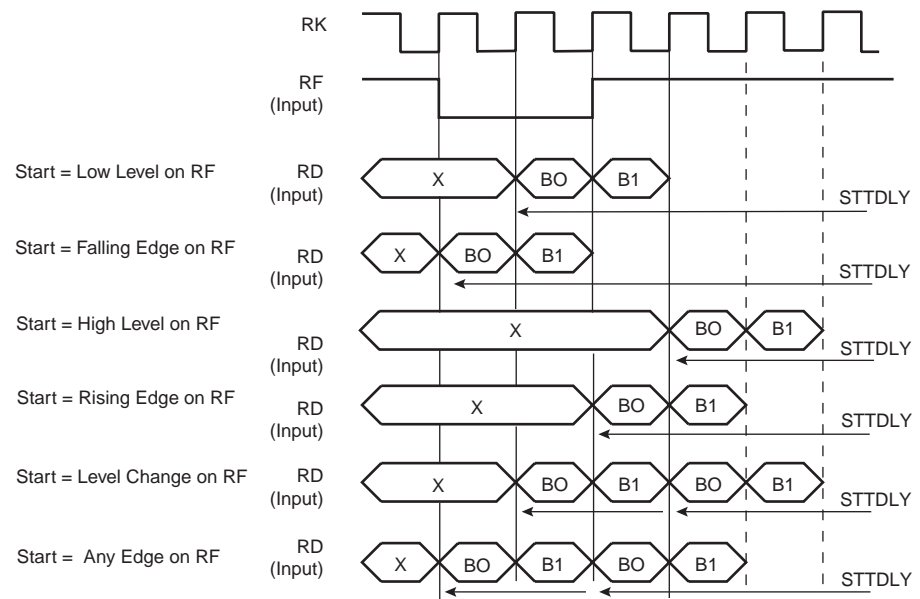 RK
RF
(Input)
Start = Low Level on RF
RD
(Input)
X
BO
B1
STTDLY
Start = Falling Edge on RF
RD
(Input)
X
BO
B1
STTDLY
Start = High Level on RF
RD
(Input)
X
BO
B1
STTDLY
Start = Rising Edge on RF
RD
(Input)
X
BO
B1
STTDLY
Start = Level Change on RF
RD
(Input)
X
BO
B1
BO
B1
STTDLY
Start = Any Edge on RF
RD
(Input)
X
BO
B1
BO
B1
STTDLY